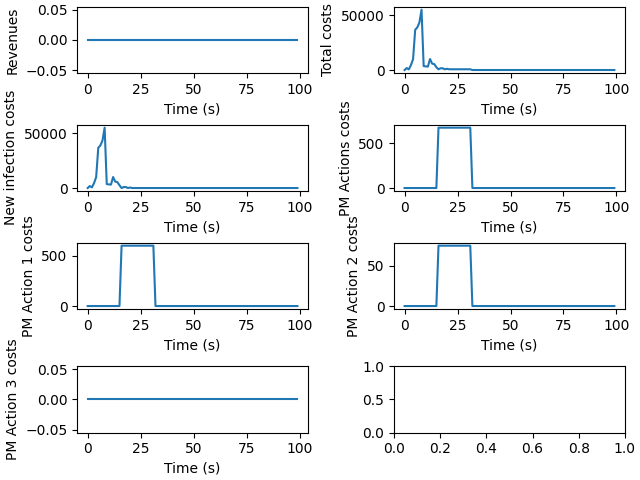 Revenues
0.05
0.00
−0.05
0 25 50 75 100
Time (s)
Total costs
50000
0
0 25 50 75 100
Time (s)
New infection costs
50000
0
0 25 50 75 100
Time (s)
PM Actions costs
500
0
0 25 50 75 100
Time (s)
PM Action 1 costs
500
0
0 25 50 75 100
Time (s)
PM Action 2 costs
50
0
0 25 50 75 100
Time (s)
PM Action 3 costs
0.05
0.00
−0.05
0 25 50 75 100
Time (s)
1.0
0.5
0.0
0.0 0.2 0.4 0.6 0.8 1.0